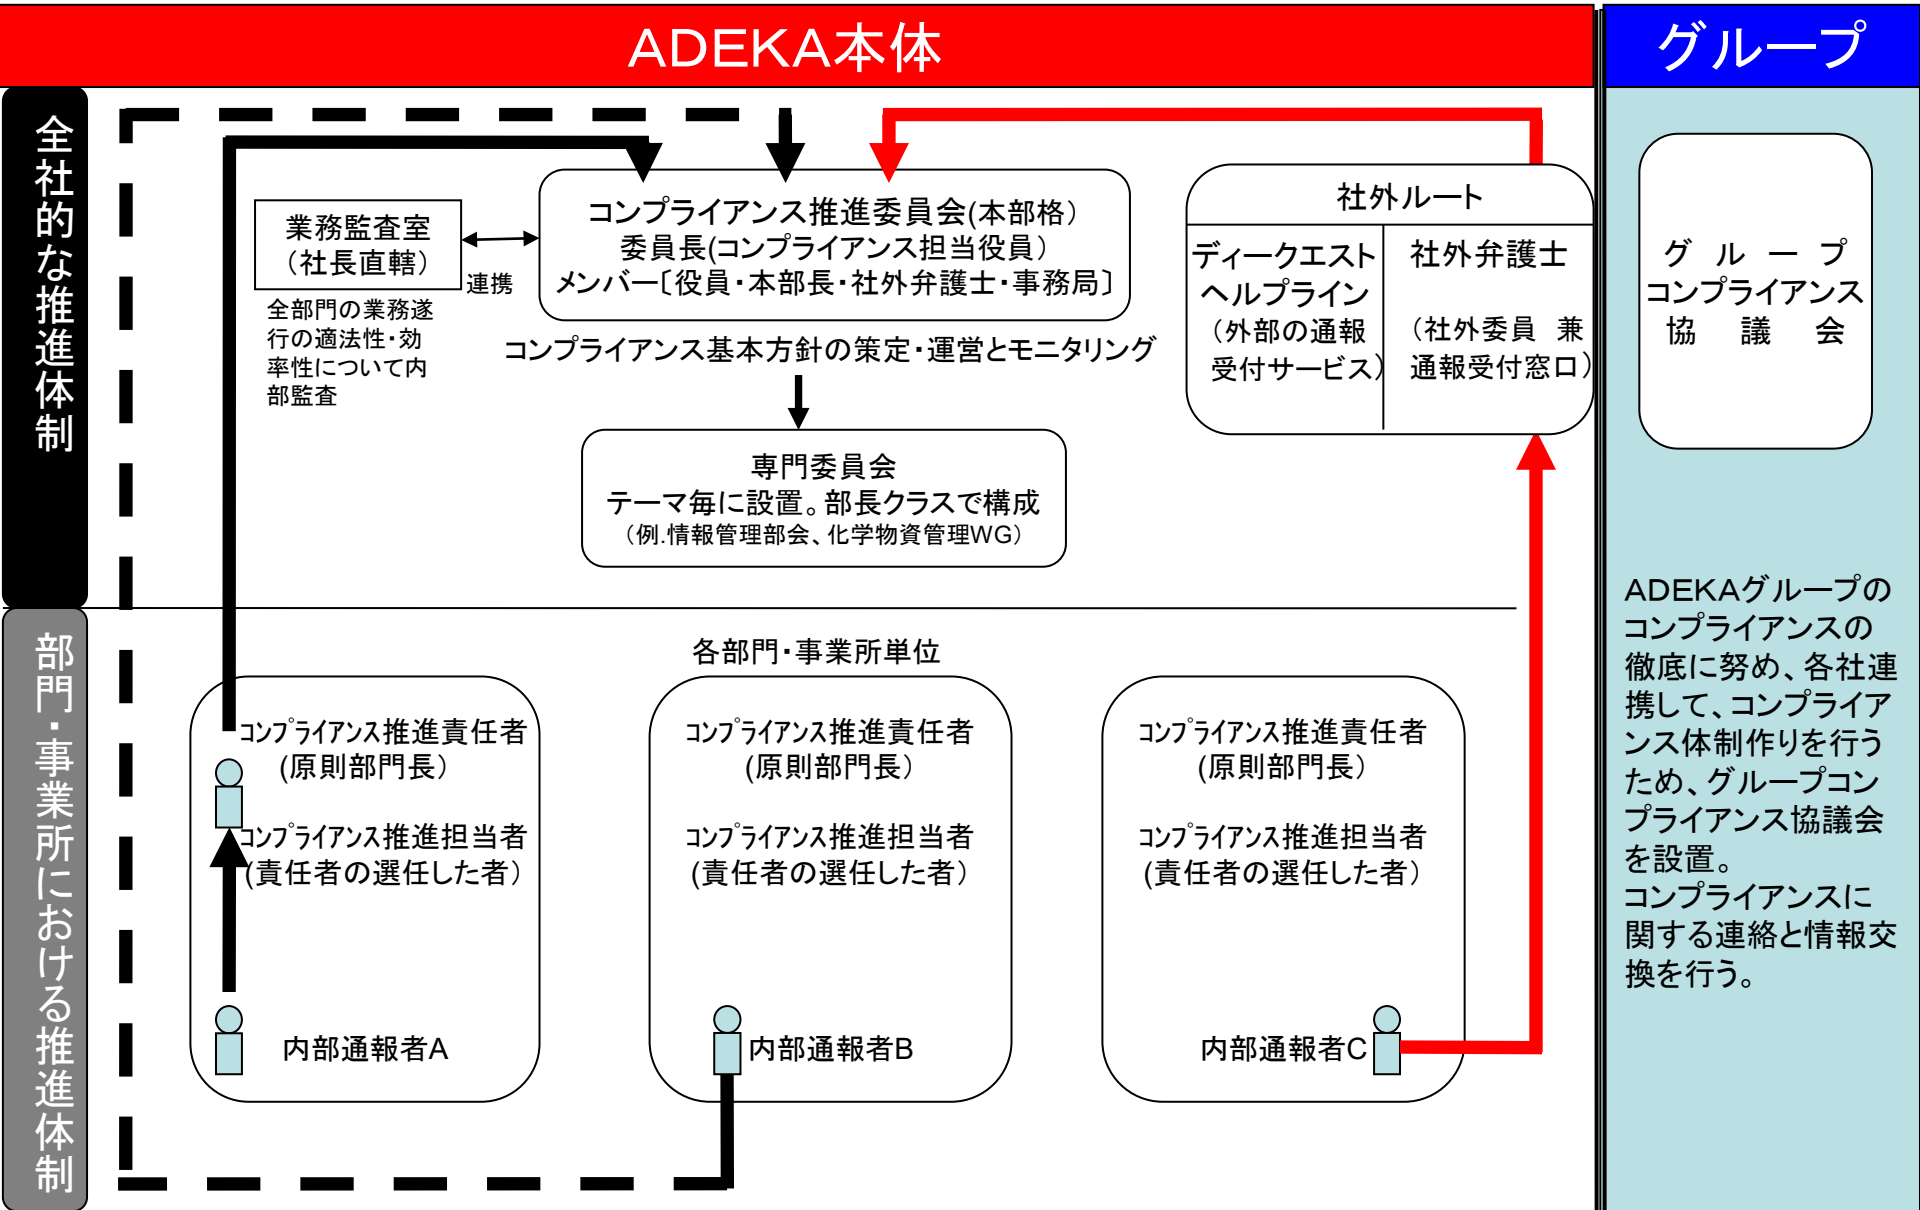 ADEKA本体
グループ
全社的な推進体制
業務監査室
（社長直轄）
連携
全部門の業務遂
行の適法性・効
率性について内
部監査
コンプライアンス推進委員会(本部格）
委員長(コンプライアンス担当役員）
メンバー〔役員・本部長・社外弁護士・事務局〕
コンプライアンス基本方針の策定・運営とモニタリング
専門委員会
テーマ毎に設置。部長クラスで構成
（例.情報管理部会、化学物資管理WG）
社外ルート
ディークエスト
ヘルプライン
（外部の通報
受付サービス）
社外弁護士
（社外委員　兼
通報受付窓口）
グループ
コンプライアンス
協議会
部門・事業所における推進体制
各部門・事業所単位
ｺﾝﾌﾟﾗｲｱﾝｽ推進責任者
(原則部門長）
ｺﾝﾌﾟﾗｲｱﾝｽ推進担当者
(責任者の選任した者）
内部通報者A
ｺﾝﾌﾟﾗｲｱﾝｽ推進責任者
(原則部門長）
ｺﾝﾌﾟﾗｲｱﾝｽ推進担当者
(責任者の選任した者）
内部通報者B
ｺﾝﾌﾟﾗｲｱﾝｽ推進責任者
(原則部門長）
ｺﾝﾌﾟﾗｲｱﾝｽ推進担当者
(責任者の選任した者）
内部通報者C
ADEKAグループの
コンプライアンスの
徹底に努め、各社連
携して、コンプライア
ンス体制作りを行う
ため、グループコン
プライアンス協議会
を設置。
コンプライアンスに
関する連絡と情報交
換を行う。